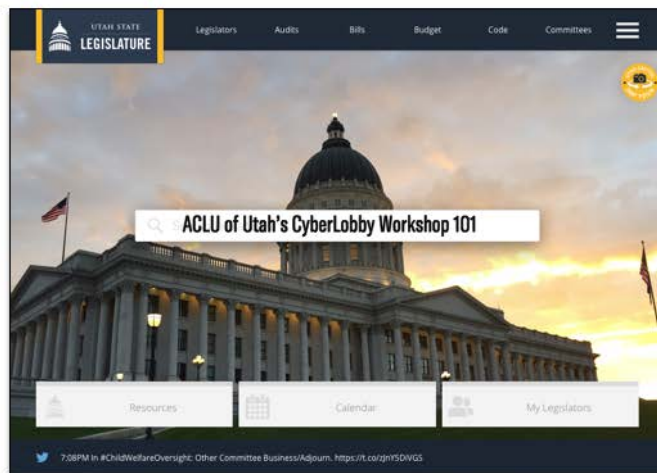 UTAH STATE
LEGISLATURE
Legislators Audits Bills Budget Code Committees
ACLU of Utah's CyberLobby Workshop 101
Resources Calendar My Legislators
7:08PM In #ChildWelfareOversight: Other Committee Business/Adjourn. https://t.co/zJnY5DiVGS